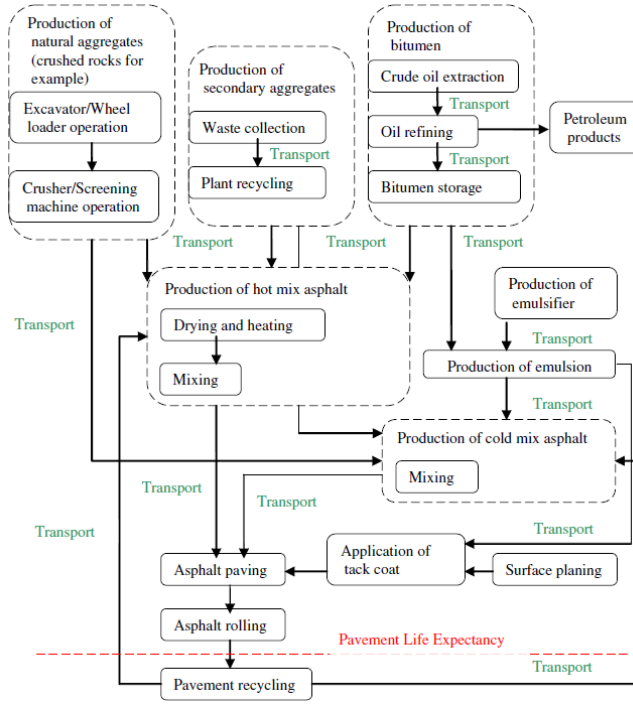 Production of
natural aggregates
(crushed rocks for
example)
Excavator/Wheel
loader operation
Crusher/Screening
machine operation
Production of
secondary aggregates
Waste collection
Transport
Plant recycling
Production of
bitumen
Crude oil extraction
Transport
Oil refining
Transport
Bitumen storage
Petroleum
products
Transport
Transport
Transport
Transport
Production of hot mix asphalt
Drying and heating
Mixing
Transport
Production of
emulsifier
Transport
Production of emulsion
Transport
Production of cold mix asphalt
Mixing
Transport
Transport
Transport
Transport
Asphalt paving
Application of
tack coat
Surface planing
Asphalt rolling
Pavement Life Expectancy
Pavement recycling
Transport